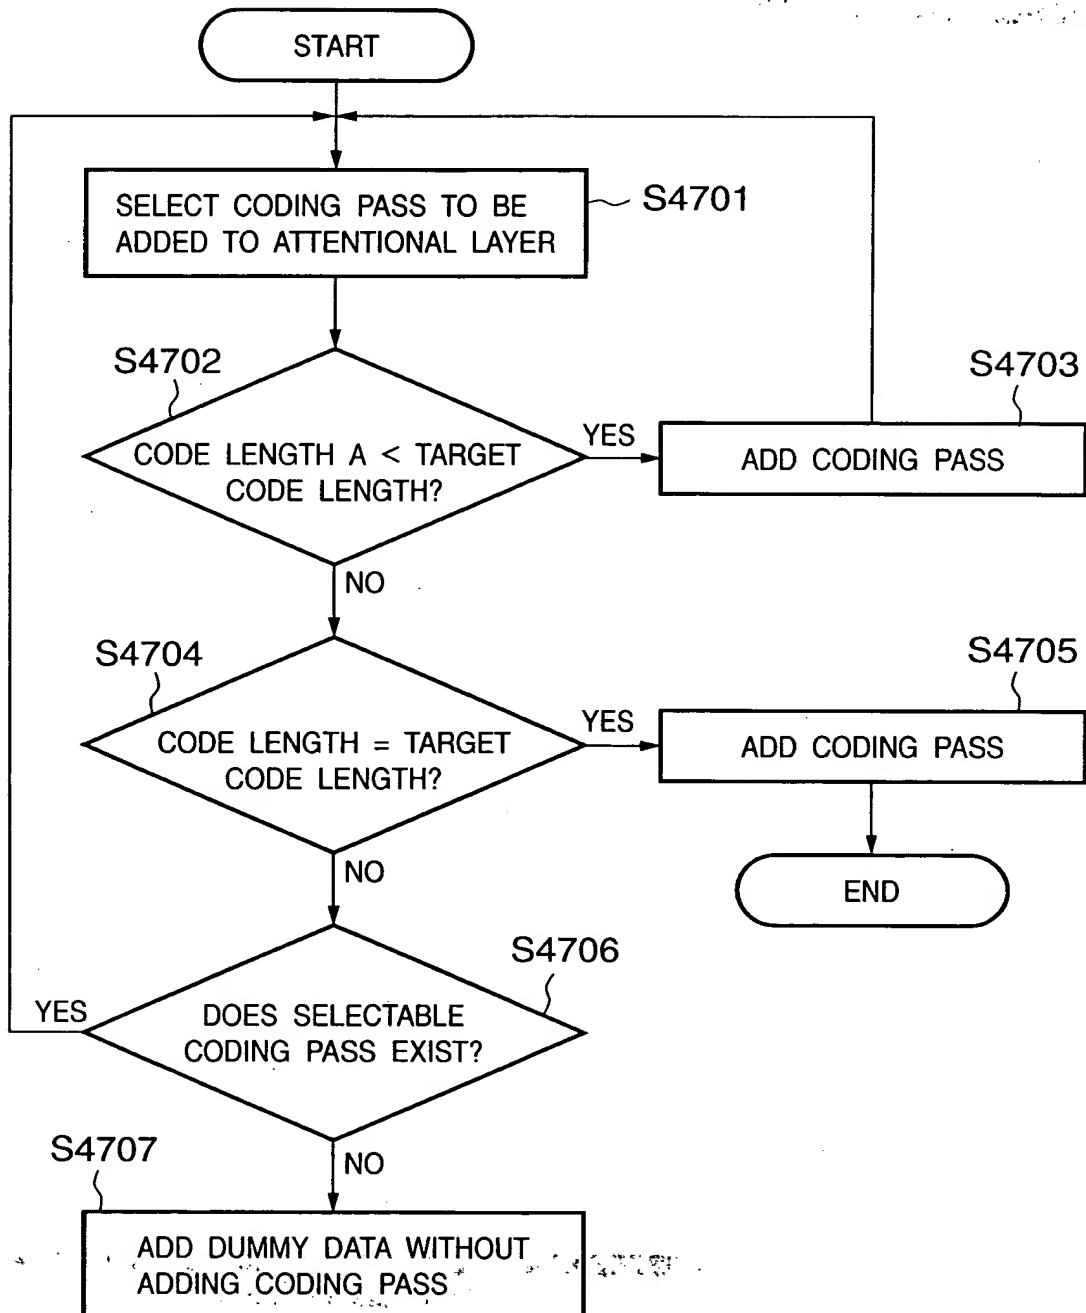 START
SELECT CODING PASS TO BE
ADDED TO ATTENTIONAL LAYER
S4701
S4702
CODE LENGTH A < TARGET
CODE LENGTH?
YES
S4703
ADD CODING PASS
NO
S4704
CODE LENGTH = TARGET
CODE LENGTH?
YES
S4705
ADD CODING PASS
END
NO
S4706
DOES SELECTABLE
CODING PASS EXIST?
YES
NO
S4707
ADD DUMMY DATA WITHOUT
ADDING CODING PASS